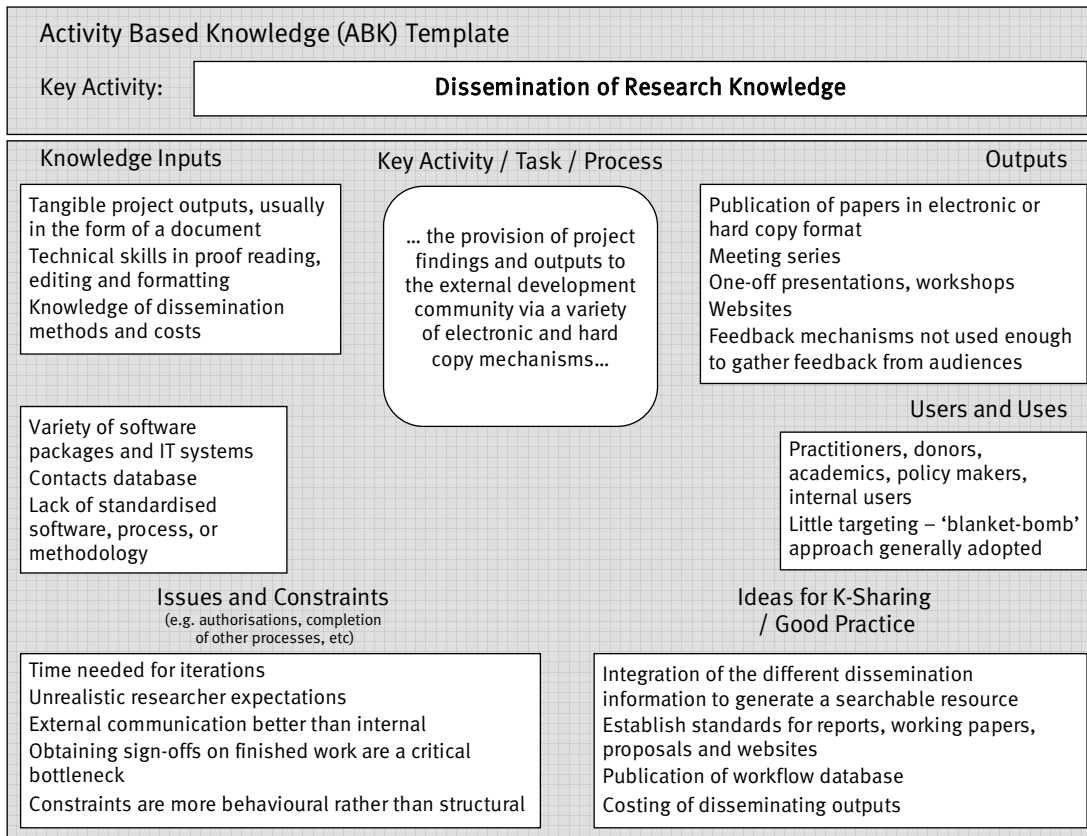 Activity Based Knowledge (ABK) Template
Key Activity:
Dissemination of Research Knowledge
Knowledge Inputs
Tangible project outputs, usually
in the form of a document
Technical skills in proof reading,
editing and formatting
Knowledge of dissemination
methods and costs
Variety of software
packages and IT systems
Contacts database
Lack of standardised
software, process, or
methodology
Key Activity / Task / Process
... the provision of project
findings and outputs to
the external development
community via a variety
of electronic and hard
copy mechanisms...
Outputs
Publication of papers in electronic or
hard copy format
Meeting series
One-off presentations, workshops
Websites
Feedback mechanisms not used enough
to gather feedback from audiences
Users and Uses
Practitioners, donors,
academics, policy makers,
internal users
Little targeting – ‘blanket-bomb’
approach generally adopted
Issues and Constraints
(e.g. authorisations, completion
of other processes, etc)
Time needed for iterations
Unrealistic researcher expectations
External communication better than internal
Obtaining sign-offs on finished work are a critical
bottleneck
Constraints are more behavioural rather than structural
Ideas for K-Sharing
/ Good Practice
Integration of the different dissemination
information to generate a searchable resource
Establish standards for reports, working papers,
proposals and websites
Publication of workflow database
Costing of disseminating outputs